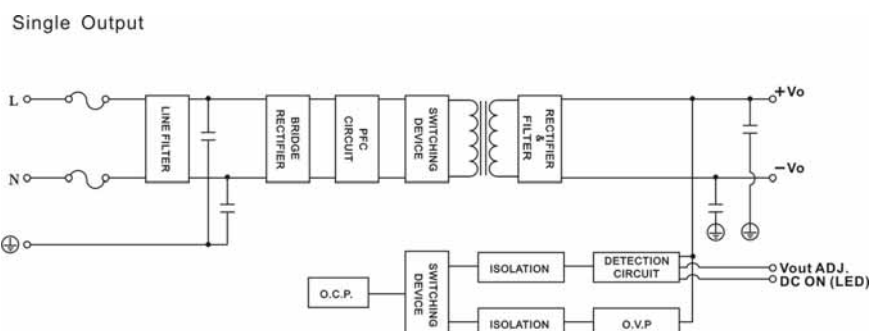 Single Output
L
LINE FILTER
BRIDGE
RECTIFIER
PFC
CIRCUIT
SWITCHING
DEVICE
RECTIFIER
&
FILTER
+Vo
N
-Vo
SWITCHING
DEVICE
ISOLATION
DETECTION
CIRCUIT
Vout ADJ.
DC ON (LED)
O.C.P.
ISOLATION
O.V.P